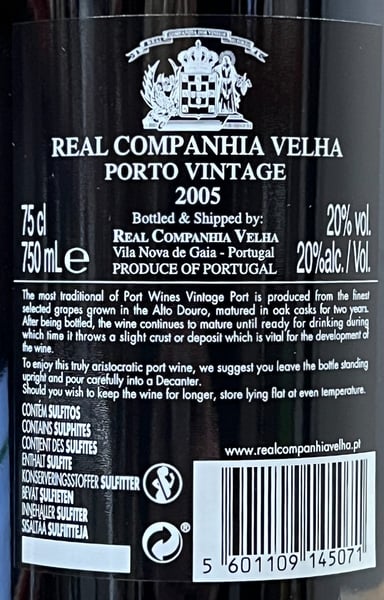 REAL COMPANHIA VELHA
PORTO VINTAGE
2005
75 cl
750 mL e
Bottled & Shipped by:
REAL COMPANHIA VELHA
Vila Nova de Gaia - Portugal
PRODUCE OF PORTUGAL
20% vol.
20%alc./Vol.
The most traditional of Port Wines Vintage Port is produced from the finest
selected grapes grown in the Alto Douro, matured in oak casks for two years.
After being bottled, the wine continues to mature until ready for drinking during
which time it throws a slight crust or deposit which is vital for the development of
the wine.
To enjoy this truly aristocratic port wine, we suggest you leave the bottle standing
upright and pour carefully into a Decanter.
Should you wish to keep the wine for longer, store lying flat at even temperature.
CONTÉM SULFITOS
CONTAINS SULPHITES
CONTIENT DES SULFITES
ENTHÄLT SULFITE
KONSERVERINGSSTOFFER SULFITTER
BEVAT SULFIETEN
INNEHÅLLER SULFITER
SISÄLTÄÄ SULFIITTEJA
www.realcompanhiavelha.pt
5 601109 145071